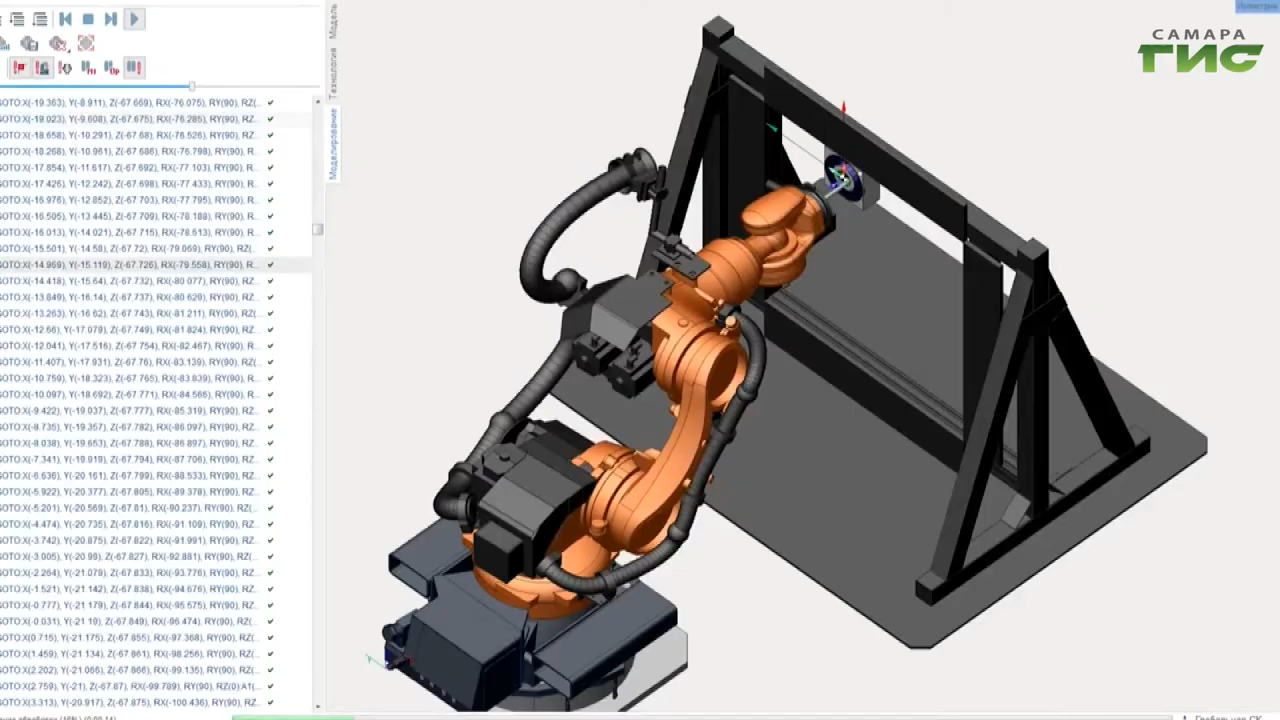 САМАРА
ГИС
Модель
Технология
Моделирование
GOTO:X(-19.363), Y(-8.911), Z(-67.669), RX(-76.075), RY(90), RZ(...
GOTO:X(-19.023), Y(-9.608), Z(-67.675), RX(-76.285), RY(90), RZ...
GOTO:X(-18.658), Y(-10.291), Z(-67.68), RX(-76.526), RY(90), RZ...
GOTO:X(-18.268), Y(-10.961), Z(-67.686), RX(-76.798), RY(90), R...
GOTO:X(-17.854), Y(-11.617), Z(-67.692), RX(-77.103), RY(90), R...
GOTO:X(-17.426), Y(-12.242), Z(-67.698), RX(-77.433), RY(90), R...
GOTO:X(-16.976), Y(-12.852), Z(-67.703), RX(-77.795), RY(90), R...
GOTO:X(-16.505), Y(-13.445), Z(-67.709), RX(-78.188), RY(90), R...
GOTO:X(-16.013), Y(-14.021), Z(-67.715), RX(-78.613), RY(90), R...
GOTO:X(-15.501), Y(-14.58), Z(-67.72), RX(-79.069), RY(90), RZ(...
GOTO:X(-14.969), Y(-15.119), Z(-67.726), RX(-79.558), RY(90), R...
GOTO:X(-14.418), Y(-15.64), Z(-67.732), RX(-80.077), RY(90), RZ...
GOTO:X(-13.849), Y(-16.14), Z(-67.737), RX(-80.629), RY(90), RZ...
GOTO:X(-13.263), Y(-16.62), Z(-67.743), RX(-81.211), RY(90), RZ...
GOTO:X(-12.66), Y(-17.079), Z(-67.749), RX(-81.824), RY(90), RZ...
GOTO:X(-12.041), Y(-17.516), Z(-67.754), RX(-82.467), RY(90), R...
GOTO:X(-11.407), Y(-17.931), Z(-67.76), RX(-83.139), RY(90), RZ(...
GOTO:X(-10.759), Y(-18.323), Z(-67.765), RX(-83.839), RY(90), R...
GOTO:X(-10.097), Y(-18.692), Z(-67.771), RX(-84.566), RY(90), R...
GOTO:X(-9.422), Y(-19.037), Z(-67.777), RX(-85.319), RY(90), RZ...
GOTO:X(-8.735), Y(-19.357), Z(-67.782), RX(-86.097), RY(90), RZ...
GOTO:X(-8.038), Y(-19.653), Z(-67.788), RX(-86.897), RY(90), RZ...
GOTO:X(-7.341), Y(-19.919), Z(-67.794), RX(-87.706), RY(90), RZ...
GOTO:X(-6.636), Y(-20.161), Z(-67.799), RX(-88.533), RY(90), RZ...
GOTO:X(-5.922), Y(-20.377), Z(-67.805), RX(-89.378), RY(90), RZ...
GOTO:X(-5.201), Y(-20.569), Z(-67.81), RX(-90.237), RY(90), RZ(...
GOTO:X(-4.474), Y(-20.735), Z(-67.816), RX(-91.109), RY(90), RZ...
GOTO:X(-3.742), Y(-20.875), Z(-67.822), RX(-91.991), RY(90), RZ...
GOTO:X(-3.005), Y(-20.99), Z(-67.827), RX(-92.881), RY(90), RZ(...
GOTO:X(-2.264), Y(-21.079), Z(-67.833), RX(-93.776), RY(90), RZ...
GOTO:X(-1.521), Y(-21.142), Z(-67.838), RX(-94.676), RY(90), RZ...
GOTO:X(-0.777), Y(-21.179), Z(-67.844), RX(-95.575), RY(90), RZ...
GOTO:X(-0.031), Y(-21.19), Z(-67.849), RX(-96.474), RY(90), RZ(...
GOTO:X(0.715), Y(-21.175), Z(-67.855), RX(-97.368), RY(90), RZ(...
GOTO:X(1.459), Y(-21.134), Z(-67.861), RX(-98.256), RY(90), RZ(...
GOTO:X(2.202), Y(-21.066), Z(-67.866), RX(-99.135), RY(90), RZ(...
GOTO:X(2.759), Y(-21), Z(-67.87), RX(-99.789), RY(90), RZ(0) A1(...
GOTO:X(3.313), Y(-20.917), Z(-67.875), RX(-100.436), RY(90), RZ...